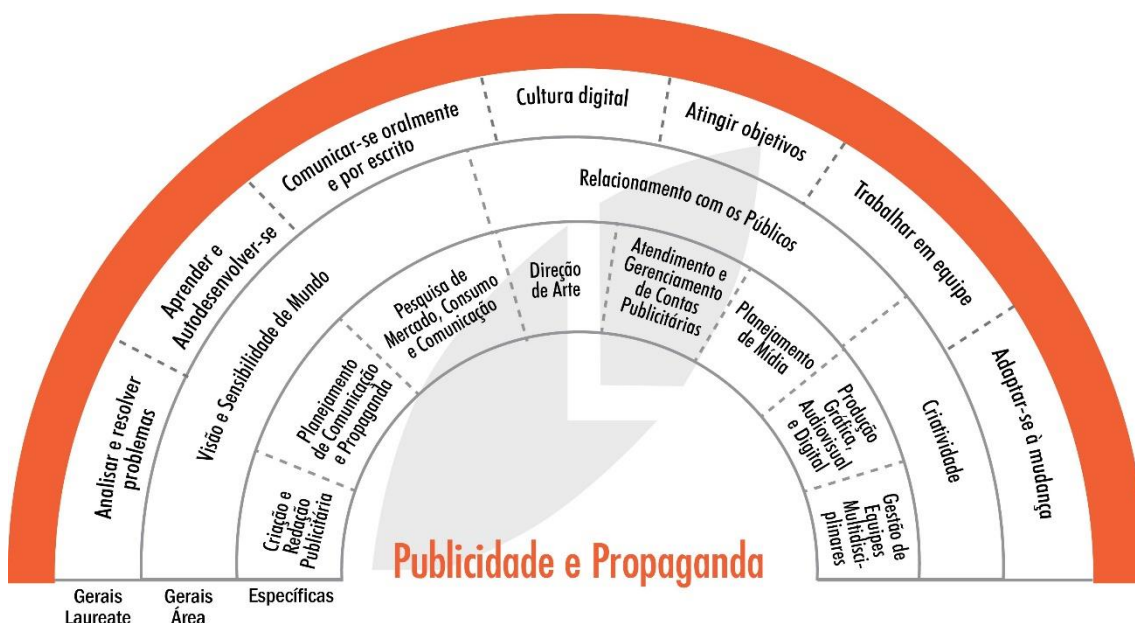 Analisar e resolver
problemas
Aprender e
Autodesenvolver-se
Comunicar-se oralmente
e por escrito
Cultura digital
Atingir objetivos
Trabalhar em equipe
Adaptar-se à mudança
Visão e Sensibilidade de Mundo
Relacionamento com os Públicos
Criatividade
Criação e
Redação
Publicitária
Planejamento
de Comunicação
e Propaganda
Pesquisa de
Mercado, Consumo
e Comunicação
Direção
de Arte
Atendimento e
Gerenciamento
de Contas
Publicitárias
Planejamento
de Mídia
Produção
Gráfica,
Audiovisual
e Digital
Gestão de
Equipes
Multidisci-
plinares
Publicidade e Propaganda
Gerais
Laureate
Gerais
Área
Específicas